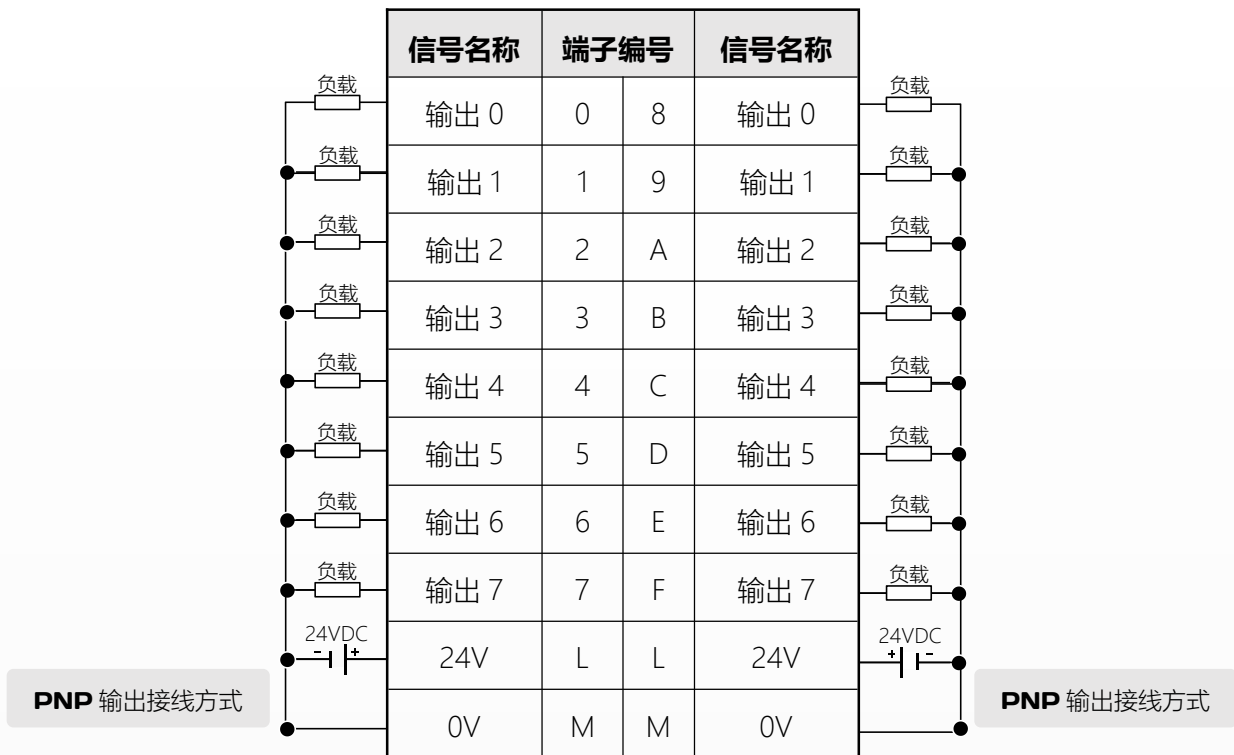 信号名称 端子编号 信号名称
负载 输出 0 0 8 输出 0 负载
负载 输出 1 1 9 输出 1 负载
负载 输出 2 2 A 输出 2 负载
负载 输出 3 3 B 输出 3 负载
负载 输出 4 4 C 输出 4 负载
负载 输出 5 5 D 输出 5 负载
负载 输出 6 6 E 输出 6 负载
负载 输出 7 7 F 输出 7 负载
24VDC - + 24V L L 24V 24VDC + -
PNP 输出接线方式 0V M M 0V PNP 输出接线方式